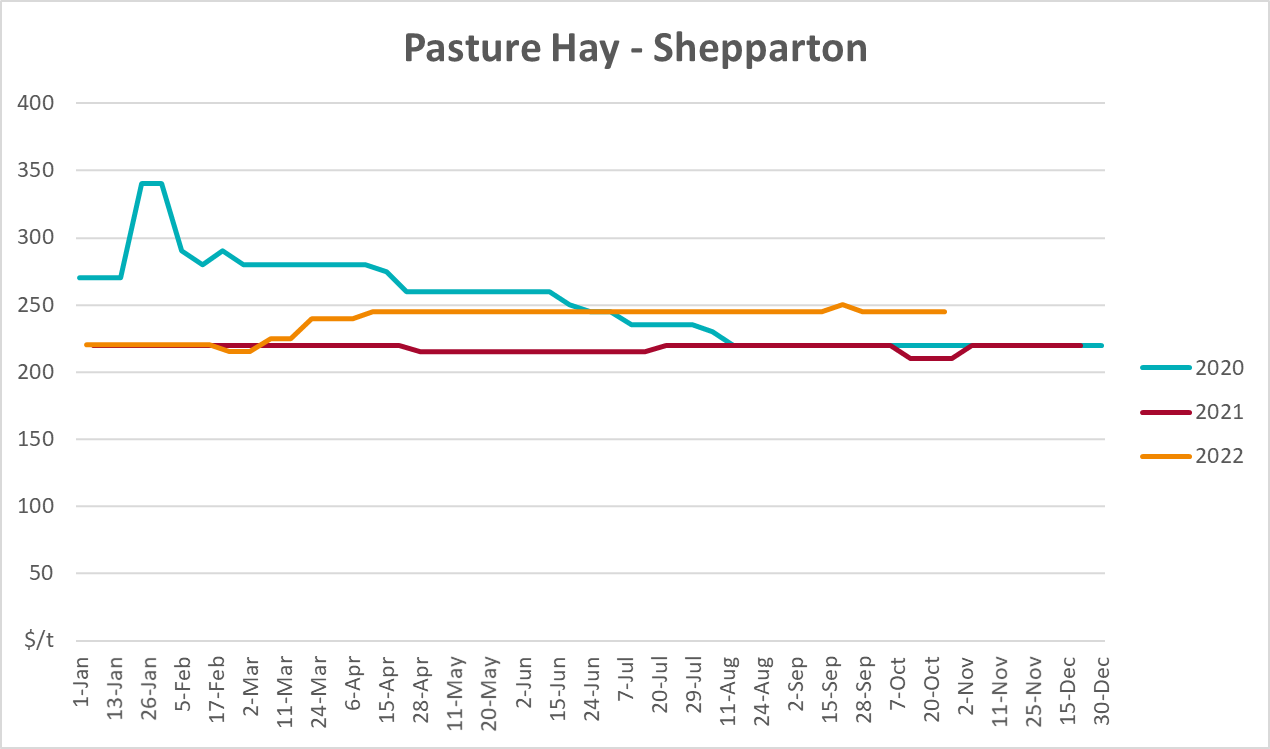 Pasture Hay - Shepparton
400
350
300
250
200
150
100
50
$/t
1-Jan
13-Jan
26-Jan
5-Feb
17-Feb
2-Mar
11-Mar
24-Mar
6-Apr
15-Apr
28-Apr
11-May
20-May
2-Jun
15-Jun
24-Jun
7-Jul
20-Jul
29-Jul
11-Aug
24-Aug
2-Sep
15-Sep
28-Sep
7-Oct
20-Oct
2-Nov
11-Nov
25-Nov
15-Dec
30-Dec
2020
2021
2022